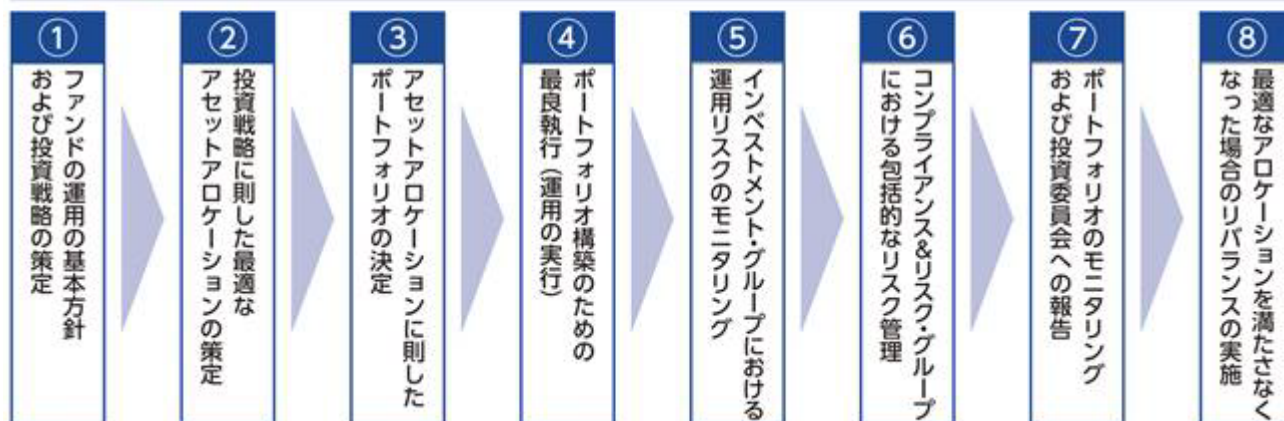 ①
ファンドの運用の基本方針
および投資戦略の策定
②
投資戦略に則した最適な
アセットアロケーションの策定
③
アセットアロケーションに則した
ポートフォリオの決定
④
ポートフォリオ構築のための
最良執行（運用の実行）
⑤
インベストメント・グループにおける
運用リスクのモニタリング
⑥
コンプライアンス&リスク・グループ
における包括的なリスク管理
⑦
ポートフォリオのモニタリング
および投資委員会への報告
⑧
最適なアロケーションを満たさなく
なった場合のリバランスの実施